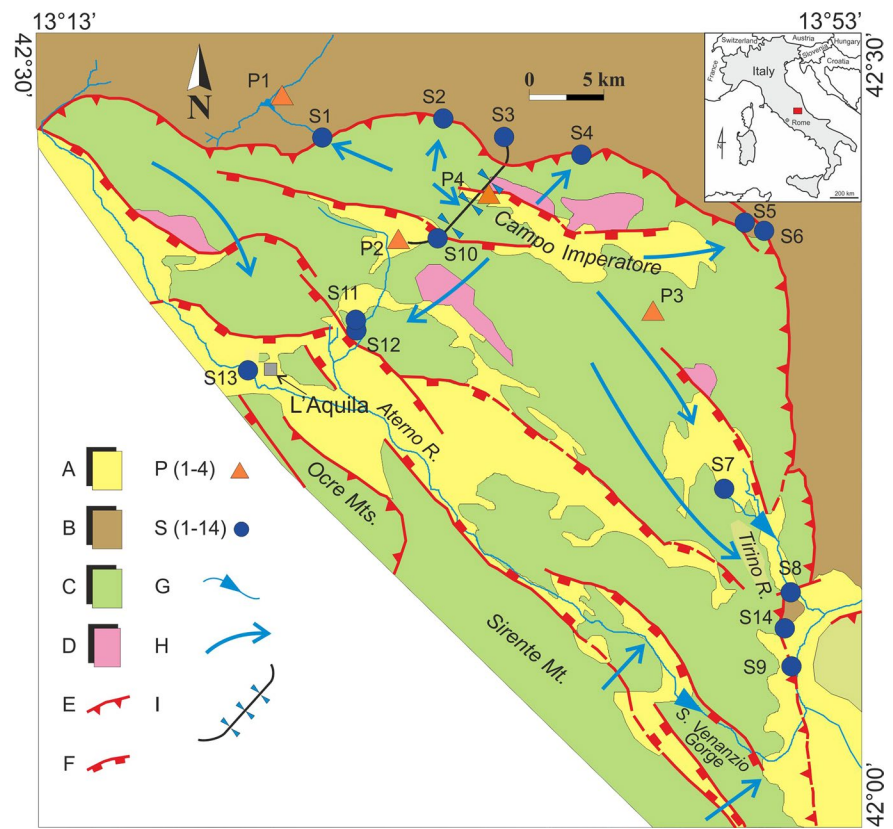 13°13'
13°53'
42°30'
42°30'
Switzerland
Austria
Hungary
Slovenia
Croatia
France
Italy
Rome
N
200 km
P1
N
0 5 km
S1
S2
S3
S4
P4
S5
S6
Campo Imperatore
P2
S10
P3
S11
S12
S13
L'Aquila
Aterno R.
Ocre Mts.
S7
Tirino R.
S8
S14
S9
Sirente Mt.
S. Venanzio
Gorge
A P (1-4)
B S (1-14)
C G
D H
E I
F
42°00'